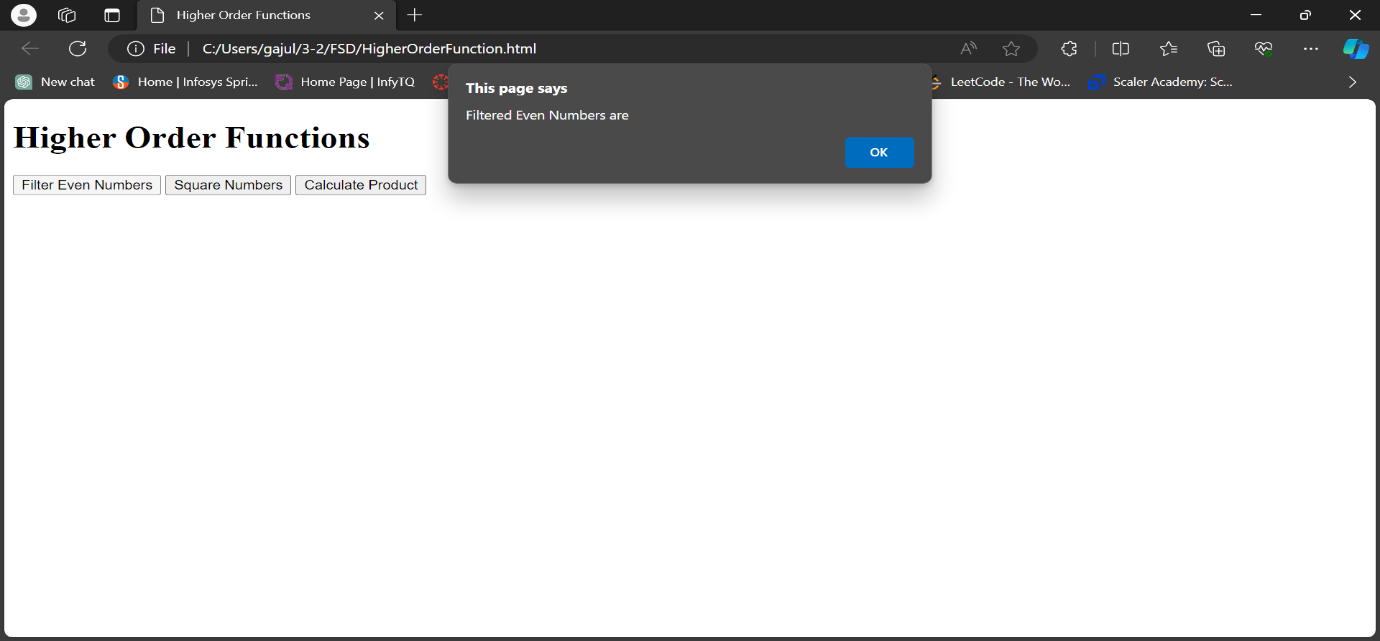 Higher Order Functions
File C:/Users/gajul/3-2/FSD/HigherOrderFunction.html
New chat Home | Infosys Spri... Home Page | InfyTQ LeetCode - The Wo... Scaler Academy: Sc...
This page says
Filtered Even Numbers are
OK
Higher Order Functions
Filter Even Numbers Square Numbers Calculate Product